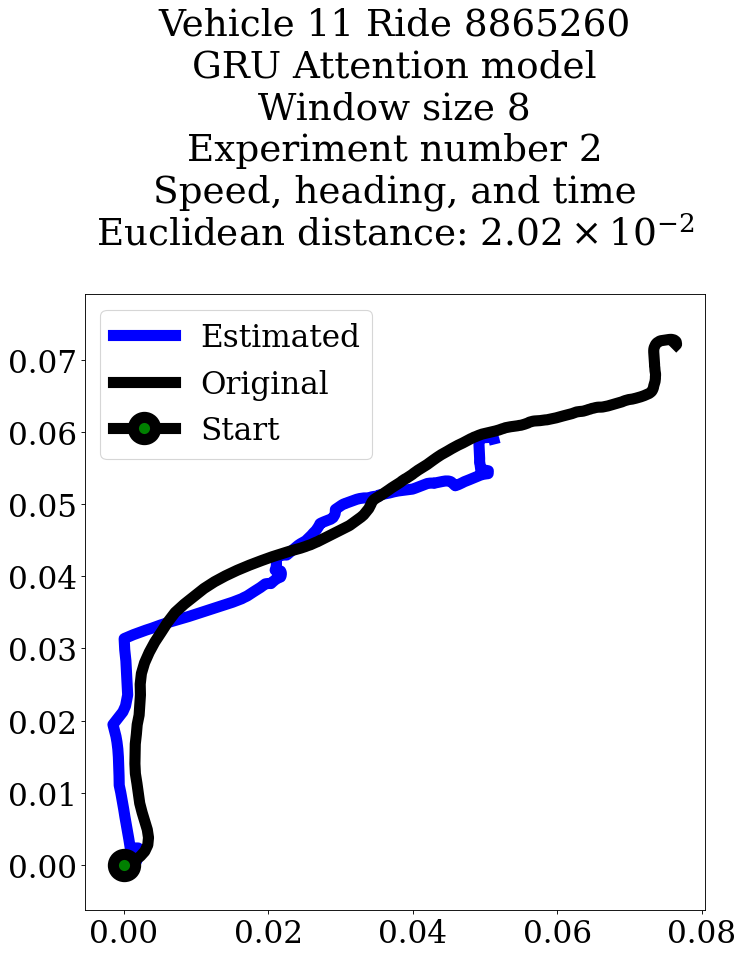 Vehicle 11 Ride 8865260
GRU Attention model
Window size 8
Experiment number 2
Speed, heading, and time
Euclidean distance: 2.02 × 10⁻²
Estimated
Original
Start
0.07
0.06
0.05
0.04
0.03
0.02
0.01
0.00
0.00 0.02 0.04 0.06 0.08